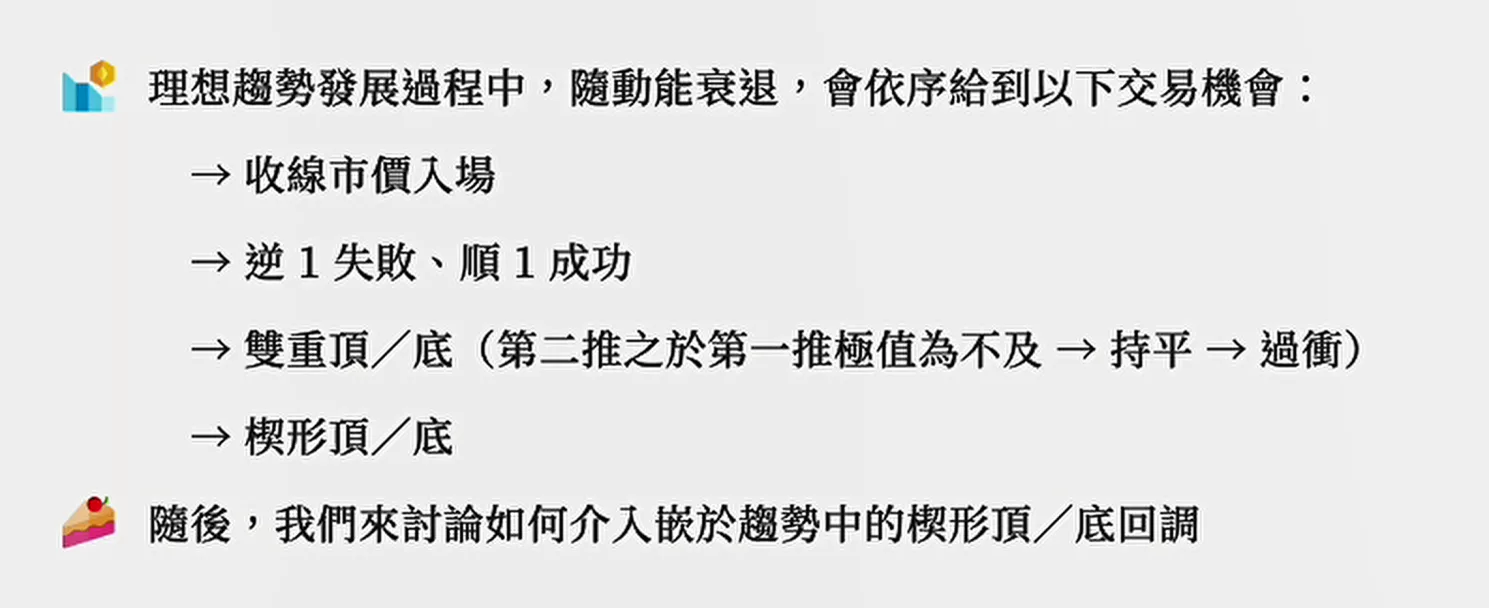 理想趨勢發展過程中，隨動能衰退，會依序給到以下交易機會：
→ 收線市價入場
→ 逆 1 失敗、順 1 成功
→ 雙重頂／底（第二推之於第一推極值為不及 → 持平 → 過衝）
→ 楔形頂／底
隨後，我們來討論如何介入嵌於趨勢中的楔形頂／底回調